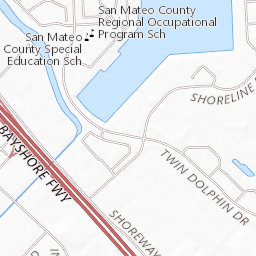 San Mateo County
Regional Occupational
Program Sch
San Mateo
County Special
Education Sch
SHORELINE
BAYSHORE FWY
TWIN DOLPHIN DR
SHOREWAY